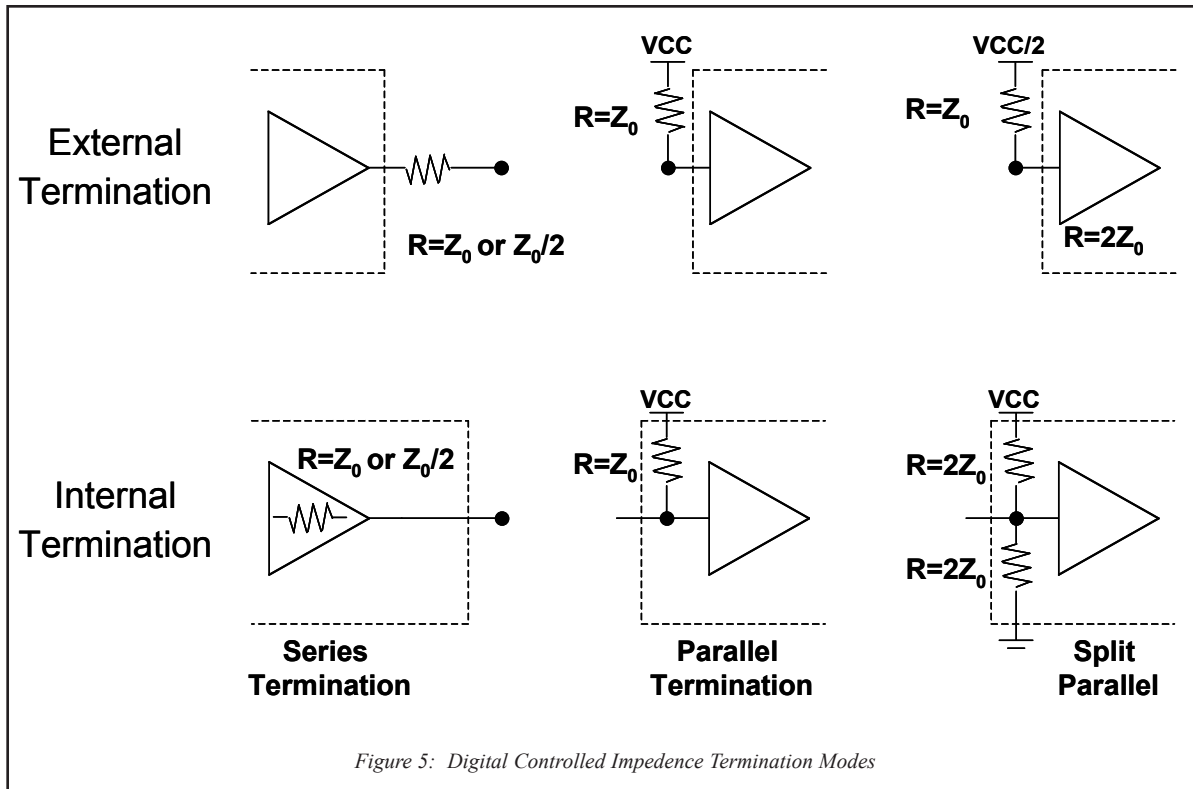 VCC
VCC/2
External
Termination
R=Z0 or Z0/2
R=Z0
R=Z0
R=2Z0
Internal
Termination
R=Z0 or Z0/2
VCC
R=Z0
VCC
R=2Z0
R=2Z0
Series
Termination
Parallel
Termination
Split
Parallel
Figure 5: Digital Controlled Impedence Termination Modes